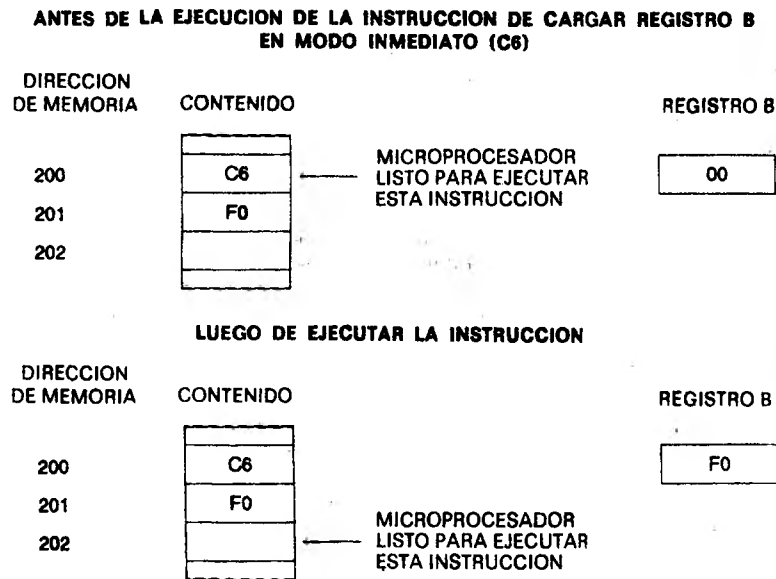 ANTES DE LA EJECUCION DE LA INSTRUCCION DE CARGAR REGISTRO B
EN MODO INMEDIATO (C6)
DIRECCION
DE MEMORIA CONTENIDO REGISTRO B
200 C6 MICROPROCESADOR
LISTO PARA EJECUTAR
ESTA INSTRUCCION 00
201 F0
202
LUEGO DE EJECUTAR LA INSTRUCCION
DIRECCION
DE MEMORIA CONTENIDO REGISTRO B
200 C6 F0
201 F0
202 MICROPROCESADOR
LISTO PARA EJECUTAR
ESTA INSTRUCCION